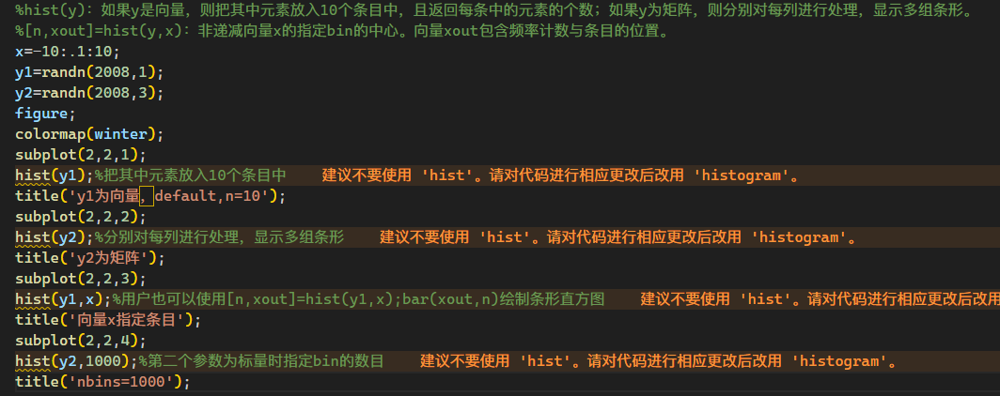 %hist(y): 如果y是向量，则把其中元素放入10个条目中，且返回每条中的元素的个数；如果y为矩阵，则分别对每列进行处理，显示多组条形。
%[n,xout]=hist(y,x): 非递减向量x的指定bin的中心。向量xout包含频率计数与条目的位置。
x=-10:.1:10;
y1=randn(2008,1);
y2=randn(2008,3);
figure;
colormap(winter);
subplot(2,2,1);
hist(y1);%把其中元素放入10个条目中    建议不要使用 'hist'。请对代码进行相应更改后改用 'histogram'。
title('y1为向量，default,n=10');
subplot(2,2,2);
hist(y2);%分别对每列进行处理，显示多组条形    建议不要使用 'hist'。请对代码进行相应更改后改用 'histogram'。
title('y2为矩阵');
subplot(2,2,3);
hist(y1,x);%用户也可以使用[n,xout]=hist(y1,x);bar(xout,n)绘制条形直方图    建议不要使用 'hist'。请对代码进行相应更改后改用
title('向量x指定条目');
subplot(2,2,4);
hist(y2,1000);%第二个参数为标量时指定bin的数目    建议不要使用 'hist'。请对代码进行相应更改后改用 'histogram'。
title('nbins=1000');